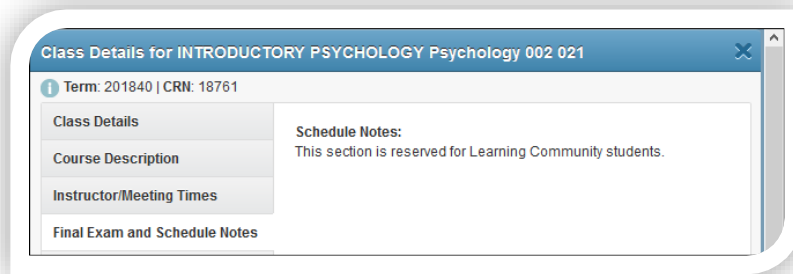 Class Details for INTRODUCTORY PSYCHOLOGY Psychology 002 021
Term: 201840 | CRN: 18761
Class Details
Course Description
Instructor/Meeting Times
Final Exam and Schedule Notes
Schedule Notes:
This section is reserved for Learning Community students.